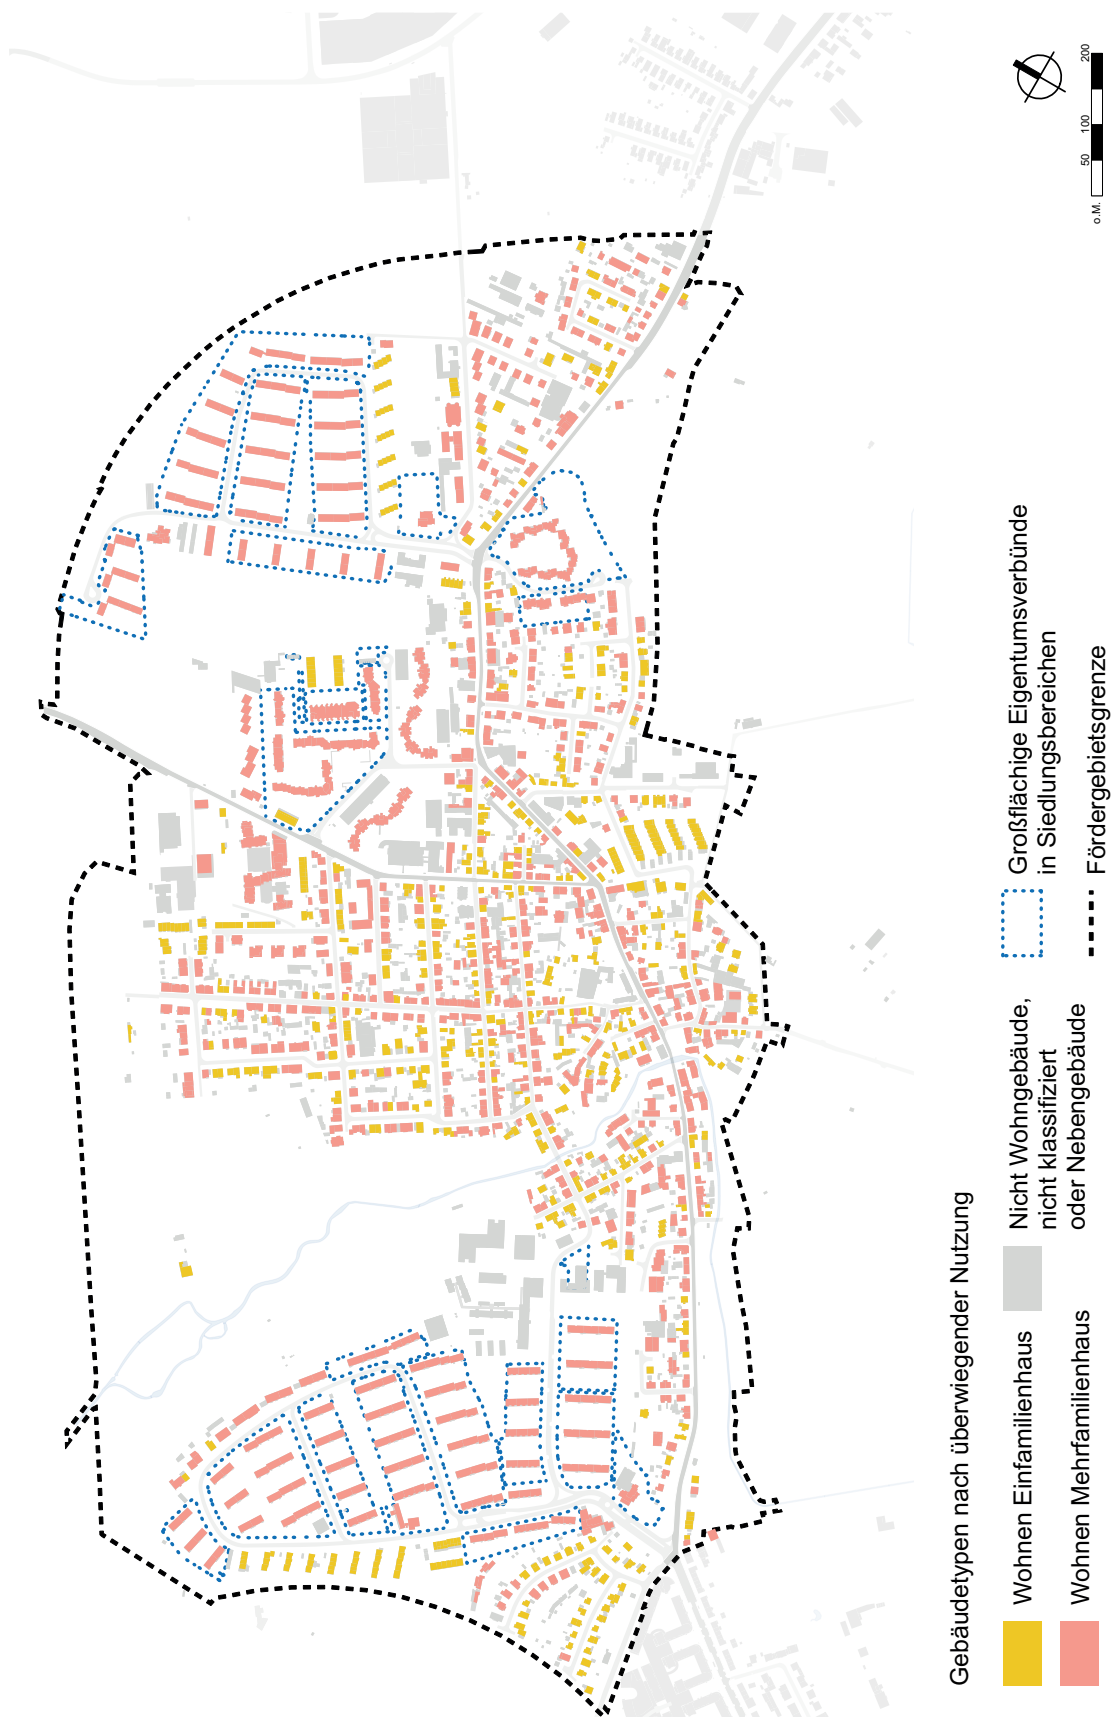 Gebäudetypen nach überwiegender Nutzung
Wohnen Einfamilienhaus
Wohnen Mehrfamilienhaus
Nicht Wohngebäude,
nicht klassifiziert
oder Nebengebäude
Großflächige Eigentumsverbünde
in Siedlungsbereichen
Fördergebietsgrenze
o.M. 50 100 200